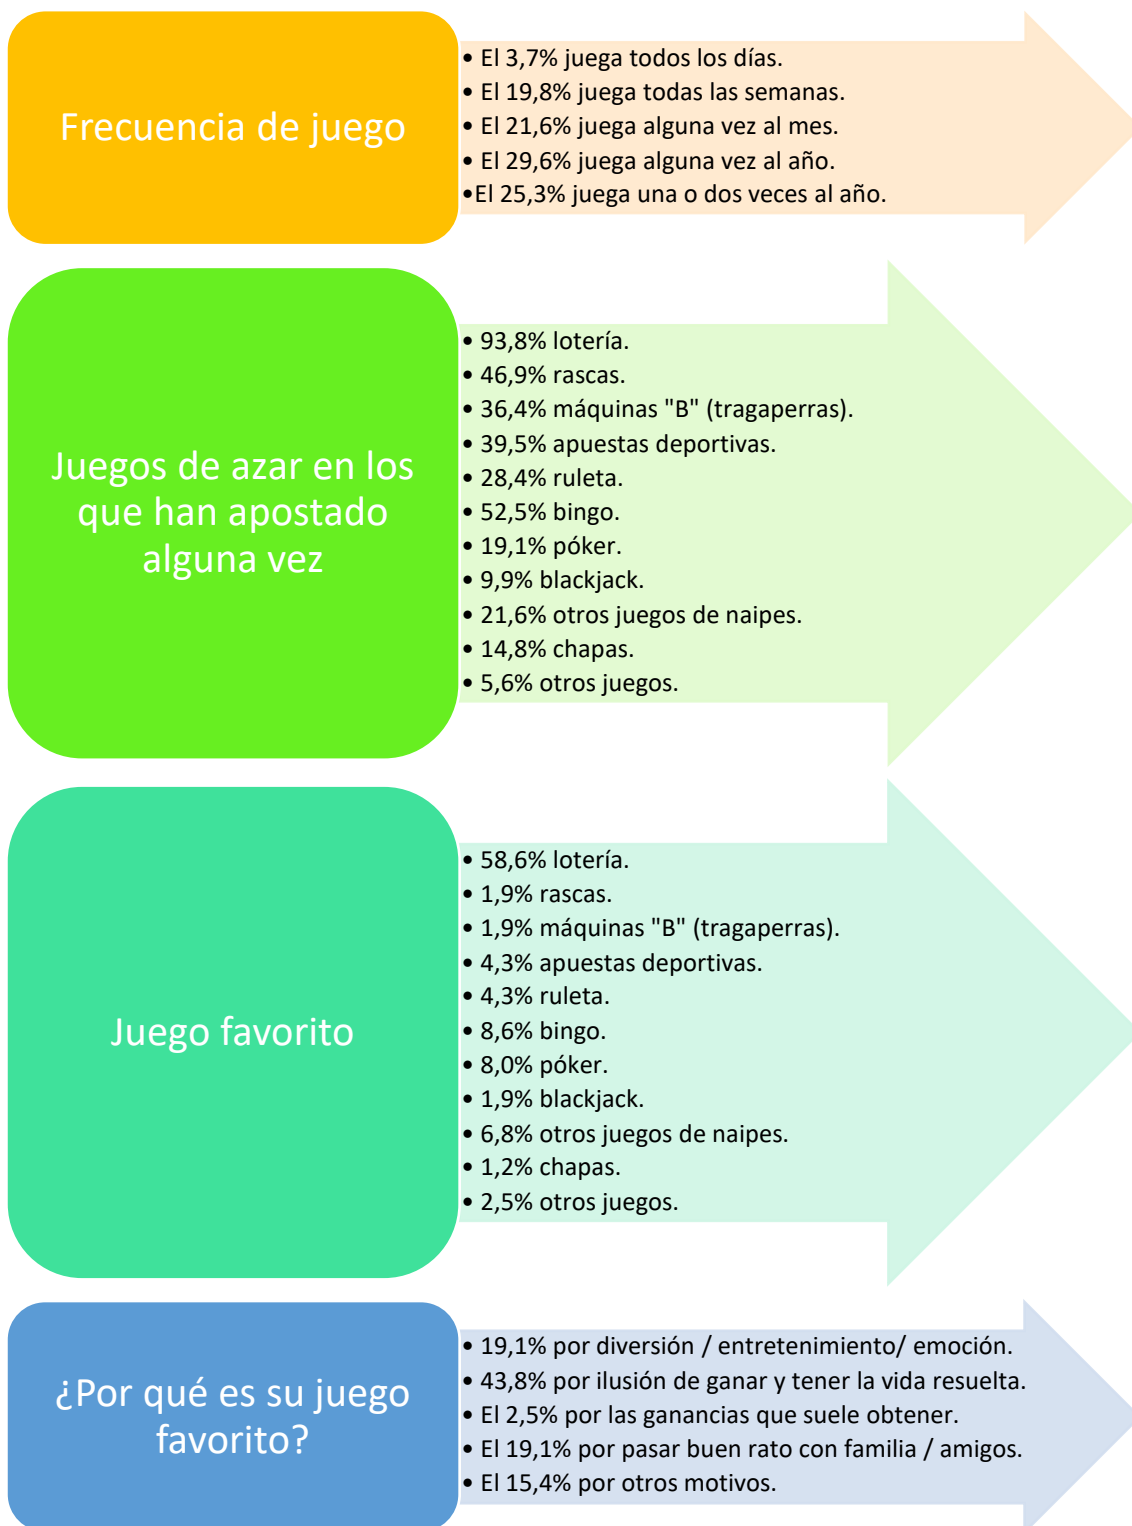 Frecuencia de juego
• El 3,7% juega todos los días.
• El 19,8% juega todas las semanas.
• El 21,6% juega alguna vez al mes.
• El 29,6% juega alguna vez al año.
•El 25,3% juega una o dos veces al año.
Juegos de azar en los
que han apostado
alguna vez
• 93,8% lotería.
• 46,9% rascas.
• 36,4% máquinas "B" (tragaperras).
• 39,5% apuestas deportivas.
• 28,4% ruleta.
• 52,5% bingo.
• 19,1% póker.
• 9,9% blackjack.
• 21,6% otros juegos de naipes.
• 14,8% chapas.
• 5,6% otros juegos.
Juego favorito
• 58,6% lotería.
• 1,9% rascas.
• 1,9% máquinas "B" (tragaperras).
• 4,3% apuestas deportivas.
• 4,3% ruleta.
• 8,6% bingo.
• 8,0% póker.
• 1,9% blackjack.
• 6,8% otros juegos de naipes.
• 1,2% chapas.
• 2,5% otros juegos.
¿Por qué es su juego
favorito?
• 19,1% por diversión / entretenimiento/ emoción.
• 43,8% por ilusión de ganar y tener la vida resuelta.
• El 2,5% por las ganancias que suele obtener.
• El 19,1% por pasar buen rato con familia / amigos.
• El 15,4% por otros motivos.